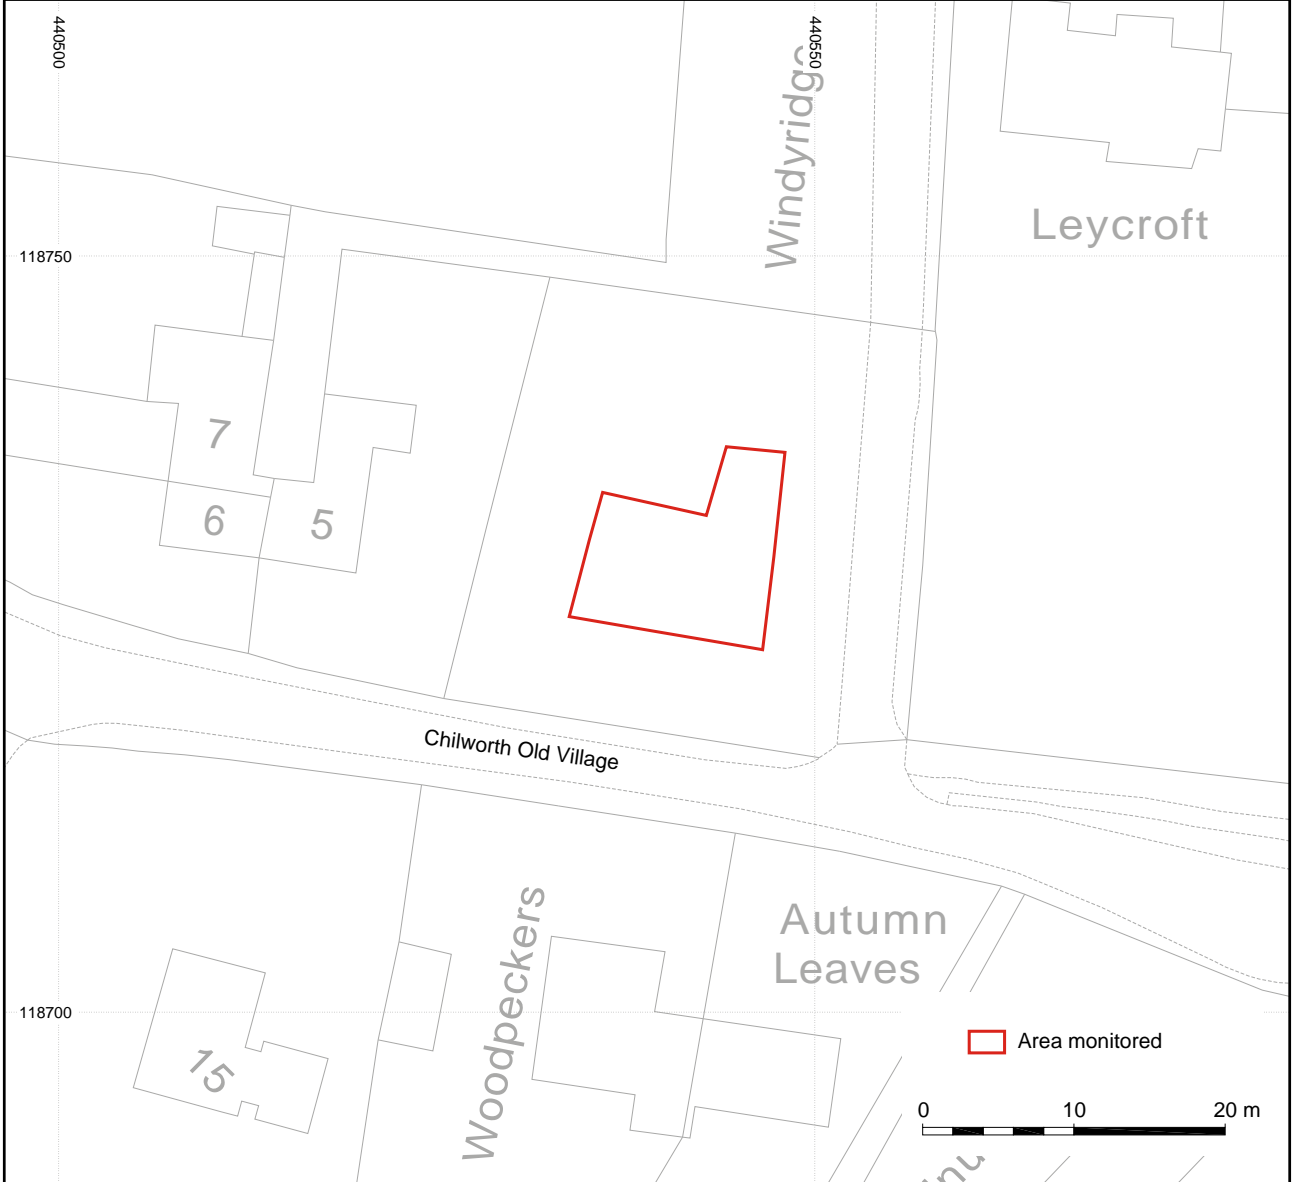 440500
440550
Windyridge
Leycroft
118750
7
6
5
Chilworth Old Village
Autumn
Leaves
Woodpeckers
118700
15
Area monitored
0 10 20 m